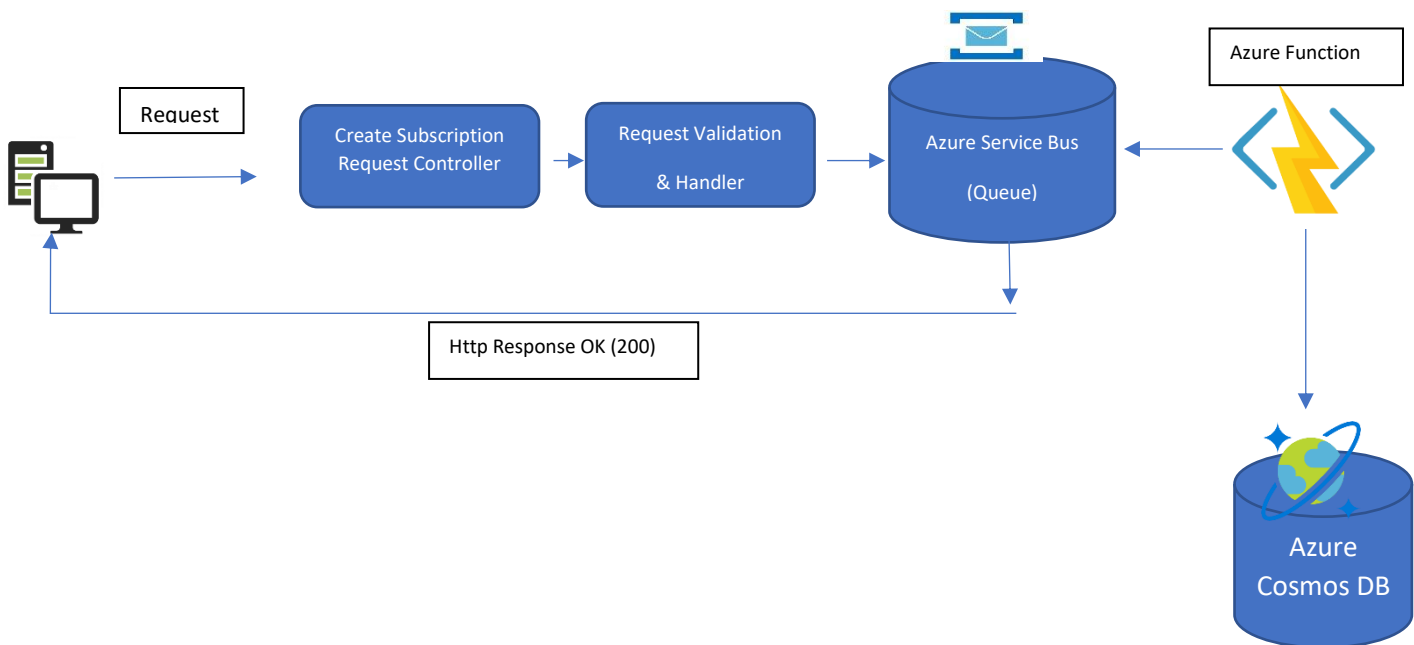 Request
Create Subscription
Request Controller
Request Validation
& Handler
Azure Service Bus
(Queue)
Azure Function
Http Response OK (200)
Azure
Cosmos DB